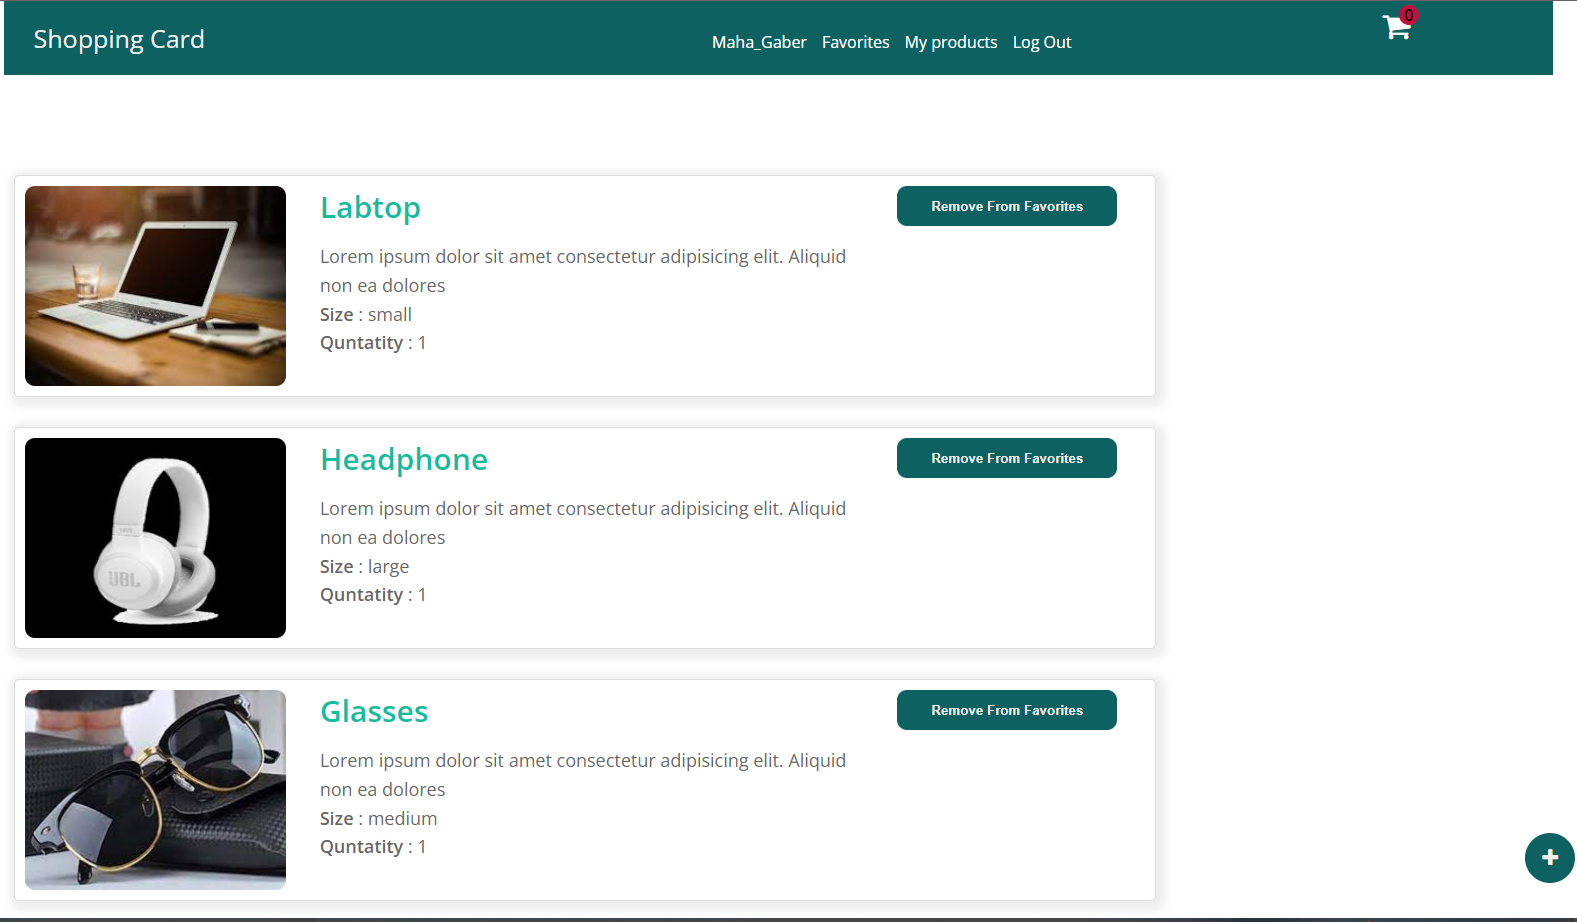 Shopping Card
Maha_Gaber Favorites My products Log Out
0
Labtop
Remove From Favorites
Lorem ipsum dolor sit amet consectetur adipisicing elit. Aliquid
non ea dolores
Size : small
Quntatity : 1
Headphone
Remove From Favorites
Lorem ipsum dolor sit amet consectetur adipisicing elit. Aliquid
non ea dolores
Size : large
Quntatity : 1
JBL
Glasses
Remove From Favorites
Lorem ipsum dolor sit amet consectetur adipisicing elit. Aliquid
non ea dolores
Size : medium
Quntatity : 1